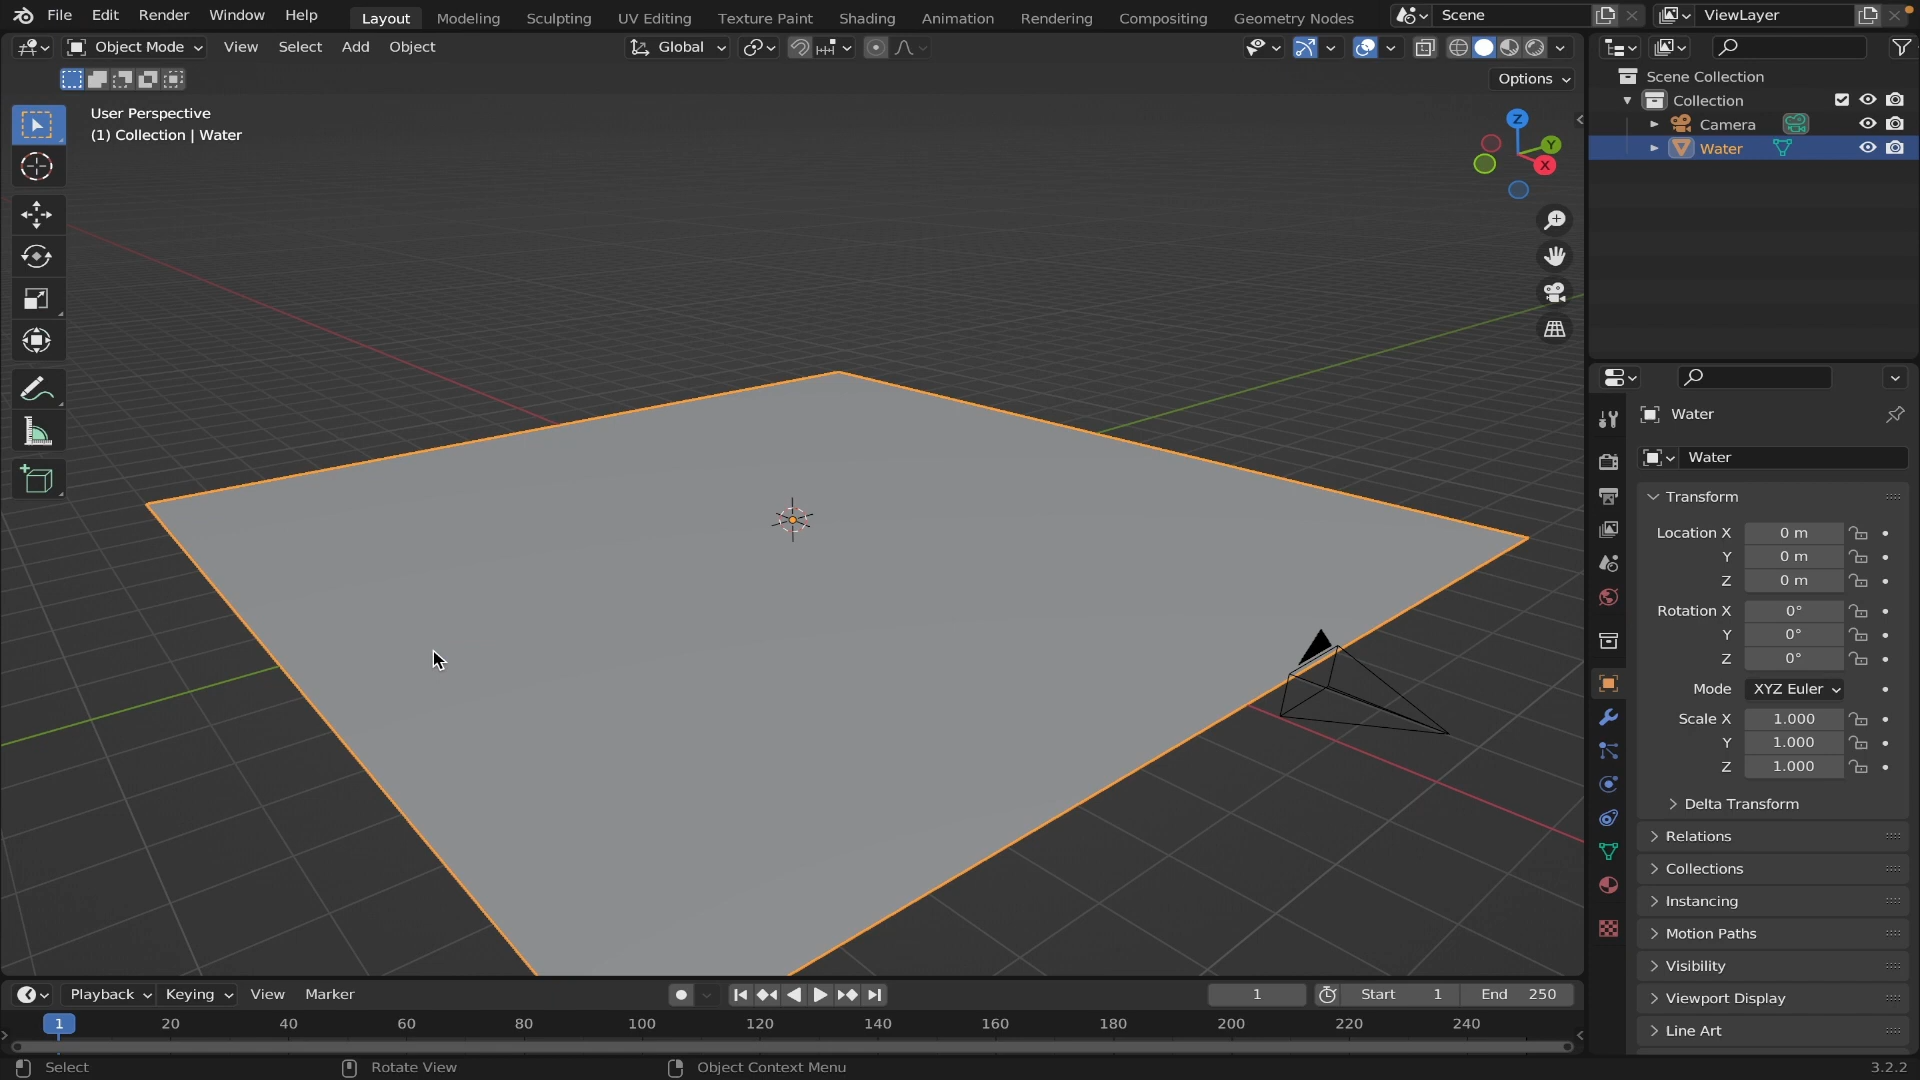 File Edit Render Window Help Layout Modeling Sculpting UV Editing Texture Paint Shading Animation Rendering Compositing Geometry Nodes Scene ViewLayer
Object Mode View Select Add Object Global
Options
User Perspective
(1) Collection | Water
Z
Y
X
Scene Collection
Collection
Camera
Water
Water
Water
Transform
Location X 0 m
Y 0 m
Z 0 m
Rotation X 0°
Y 0°
Z 0°
Mode XYZ Euler
Scale X 1.000
Y 1.000
Z 1.000
Delta Transform
Relations
Collections
Instancing
Motion Paths
Visibility
Viewport Display
Line Art
Playback Keying View Marker 1 Start 1 End 250
1 20 40 60 80 100 120 140 160 180 200 220 240
Select Rotate View Object Context Menu 3.2.2